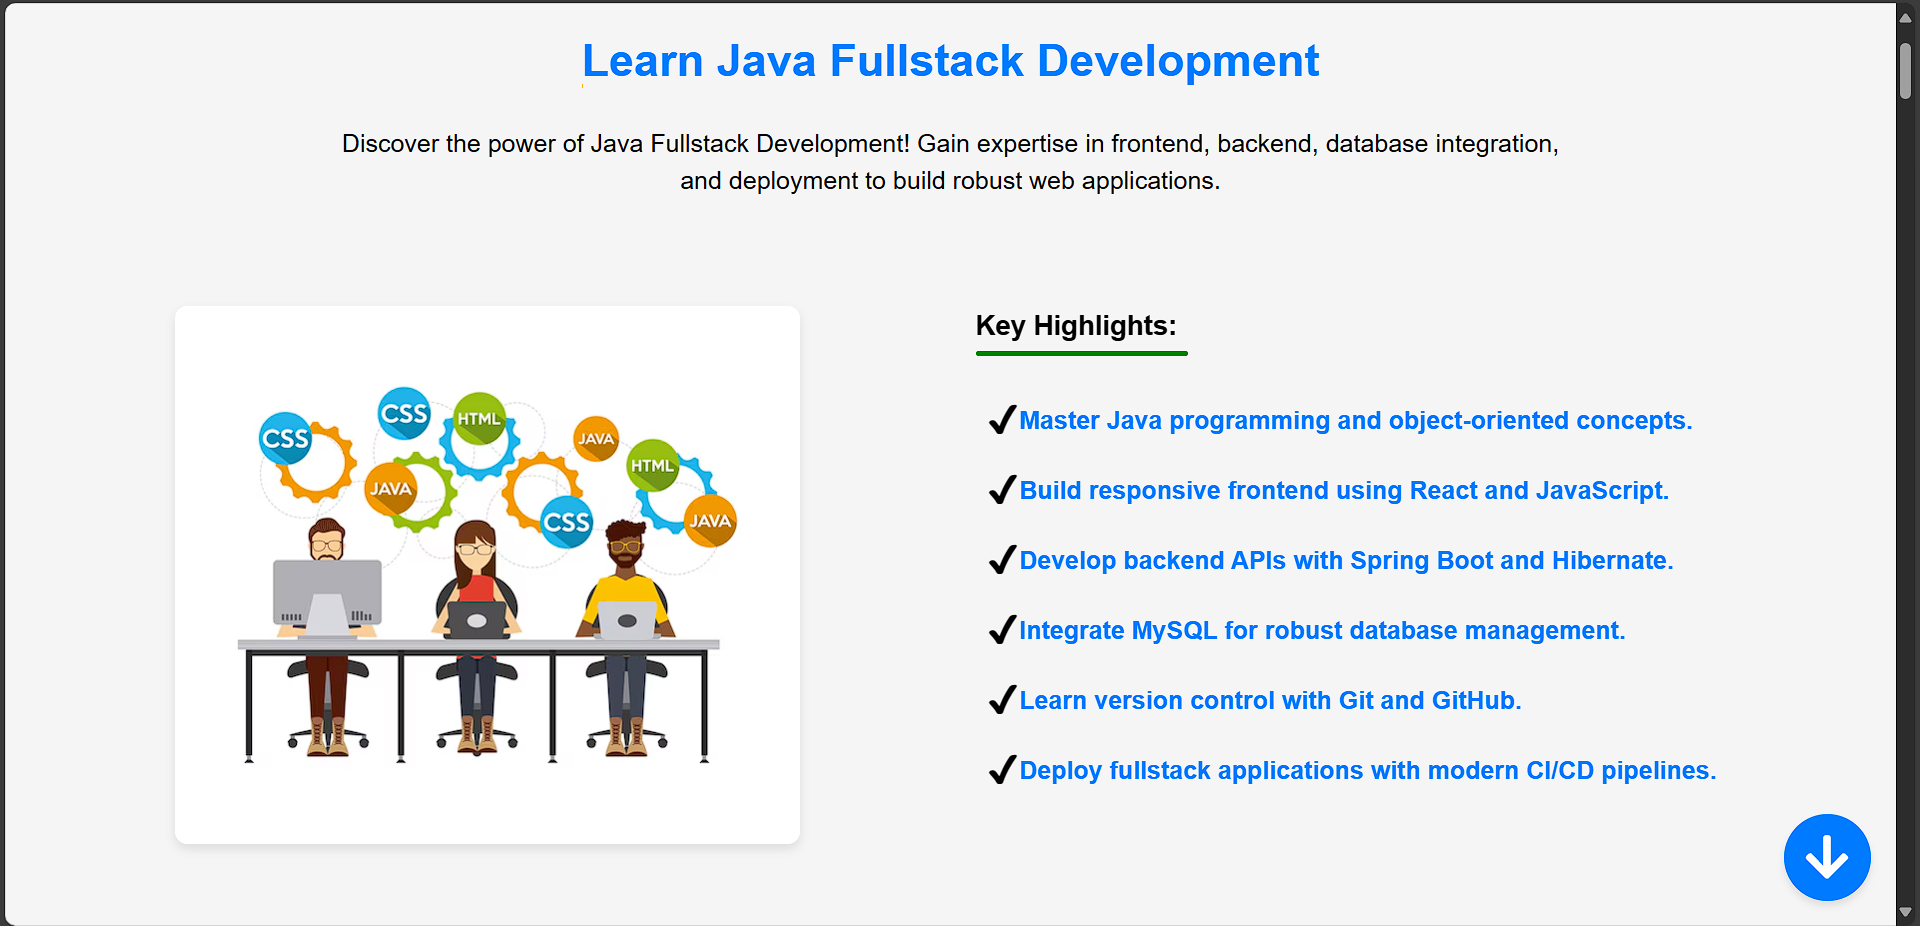 Learn Java Fullstack Development
Discover the power of Java Fullstack Development! Gain expertise in frontend, backend, database integration,
and deployment to build robust web applications.
CSS
CSS
HTML
JAVA
HTML
JAVA
CSS
JAVA
Key Highlights:
✔Master Java programming and object-oriented concepts.
✔Build responsive frontend using React and JavaScript.
✔Develop backend APIs with Spring Boot and Hibernate.
✔Integrate MySQL for robust database management.
✔Learn version control with Git and GitHub.
✔Deploy fullstack applications with modern CI/CD pipelines.